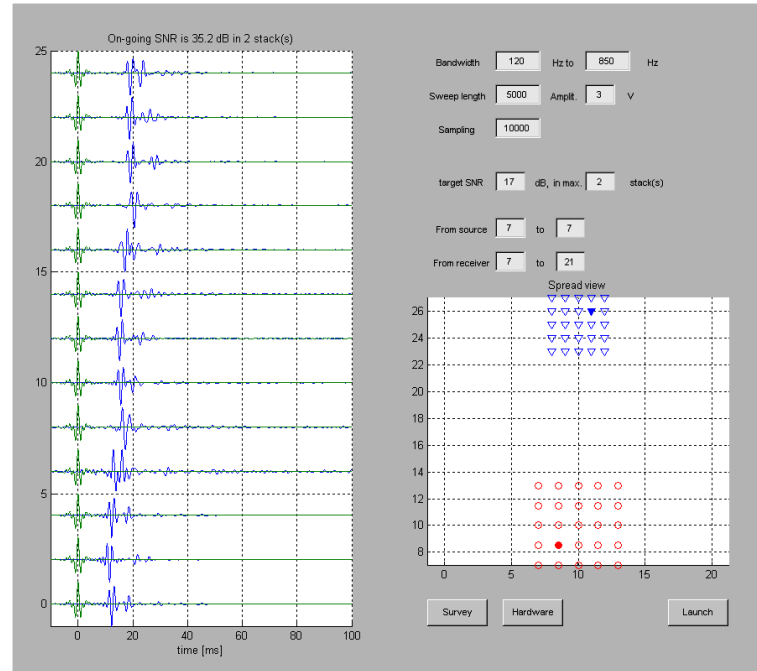 On-going SNR is 35.2 dB in 2 stack(s)
25
20
15
10
5
0
0 20 40 60 80 100
time [ms]
Bandwidth 120 Hz to 850 Hz
Sweep length 5000 Amplit. 3 V
Sampling 10000
target SNR 17 dB, in max. 2 stack(s)
From source 7 to 7
From receiver 7 to 21
Spread view
26
24
22
20
18
16
14
12
10
8
0 5 10 15 20
Survey Hardware Launch